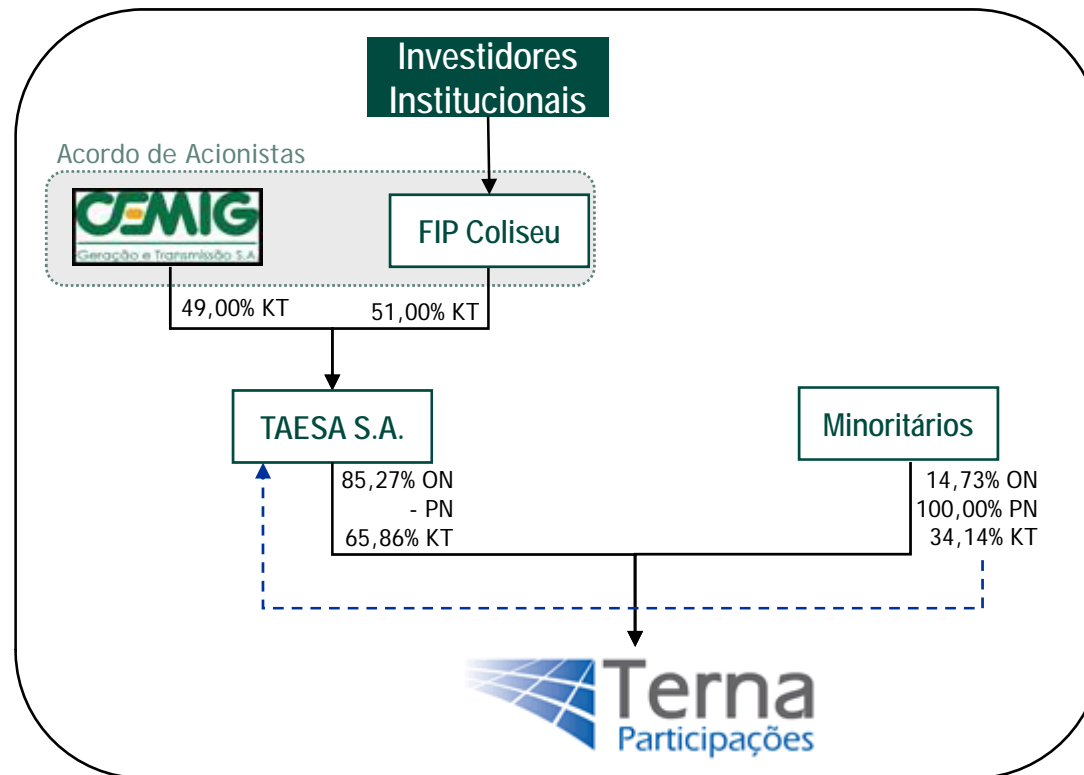 Investidores
Institucionais
Acordo de Acionistas
CEMIG
Geração e Transmissão S.A
FIP Coliseu
49,00% KT
51,00% KT
TAESA S.A.
Minoritários
85,27% ON
- PN
65,86% KT
14,73% ON
100,00% PN
34,14% KT
Terna
Participações